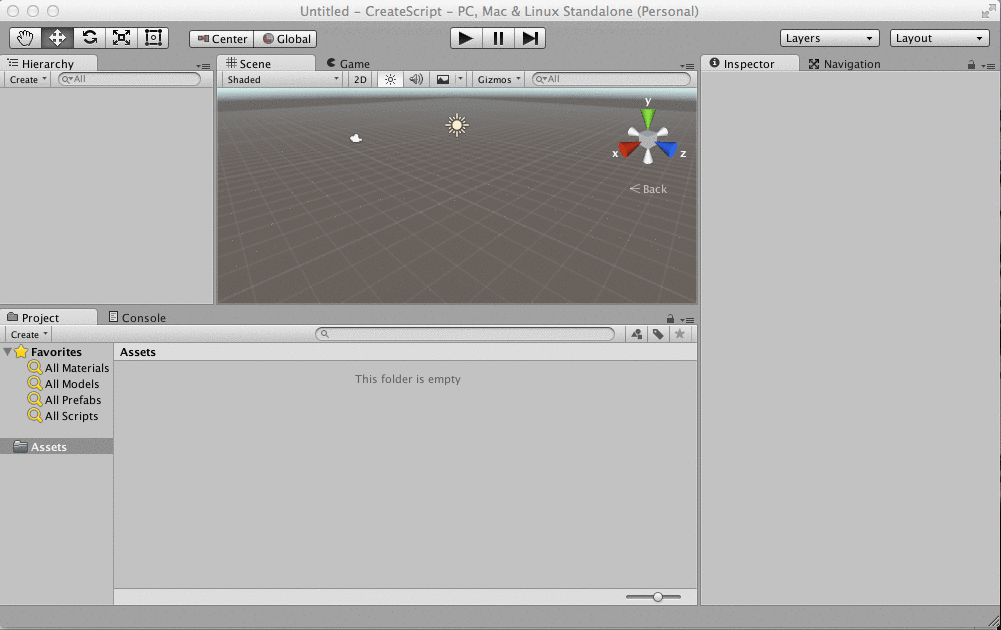 Untitled – CreateScript – PC, Mac & Linux Standalone (Personal)
Center Global Layers Layout
Hierarchy Scene Game Inspector Navigation
Create All Shaded 2D Gizmos All
y
x z
Back
Project Console
Create
Favorites Assets
All Materials This folder is empty
All Models
All Prefabs
All Scripts
Assets